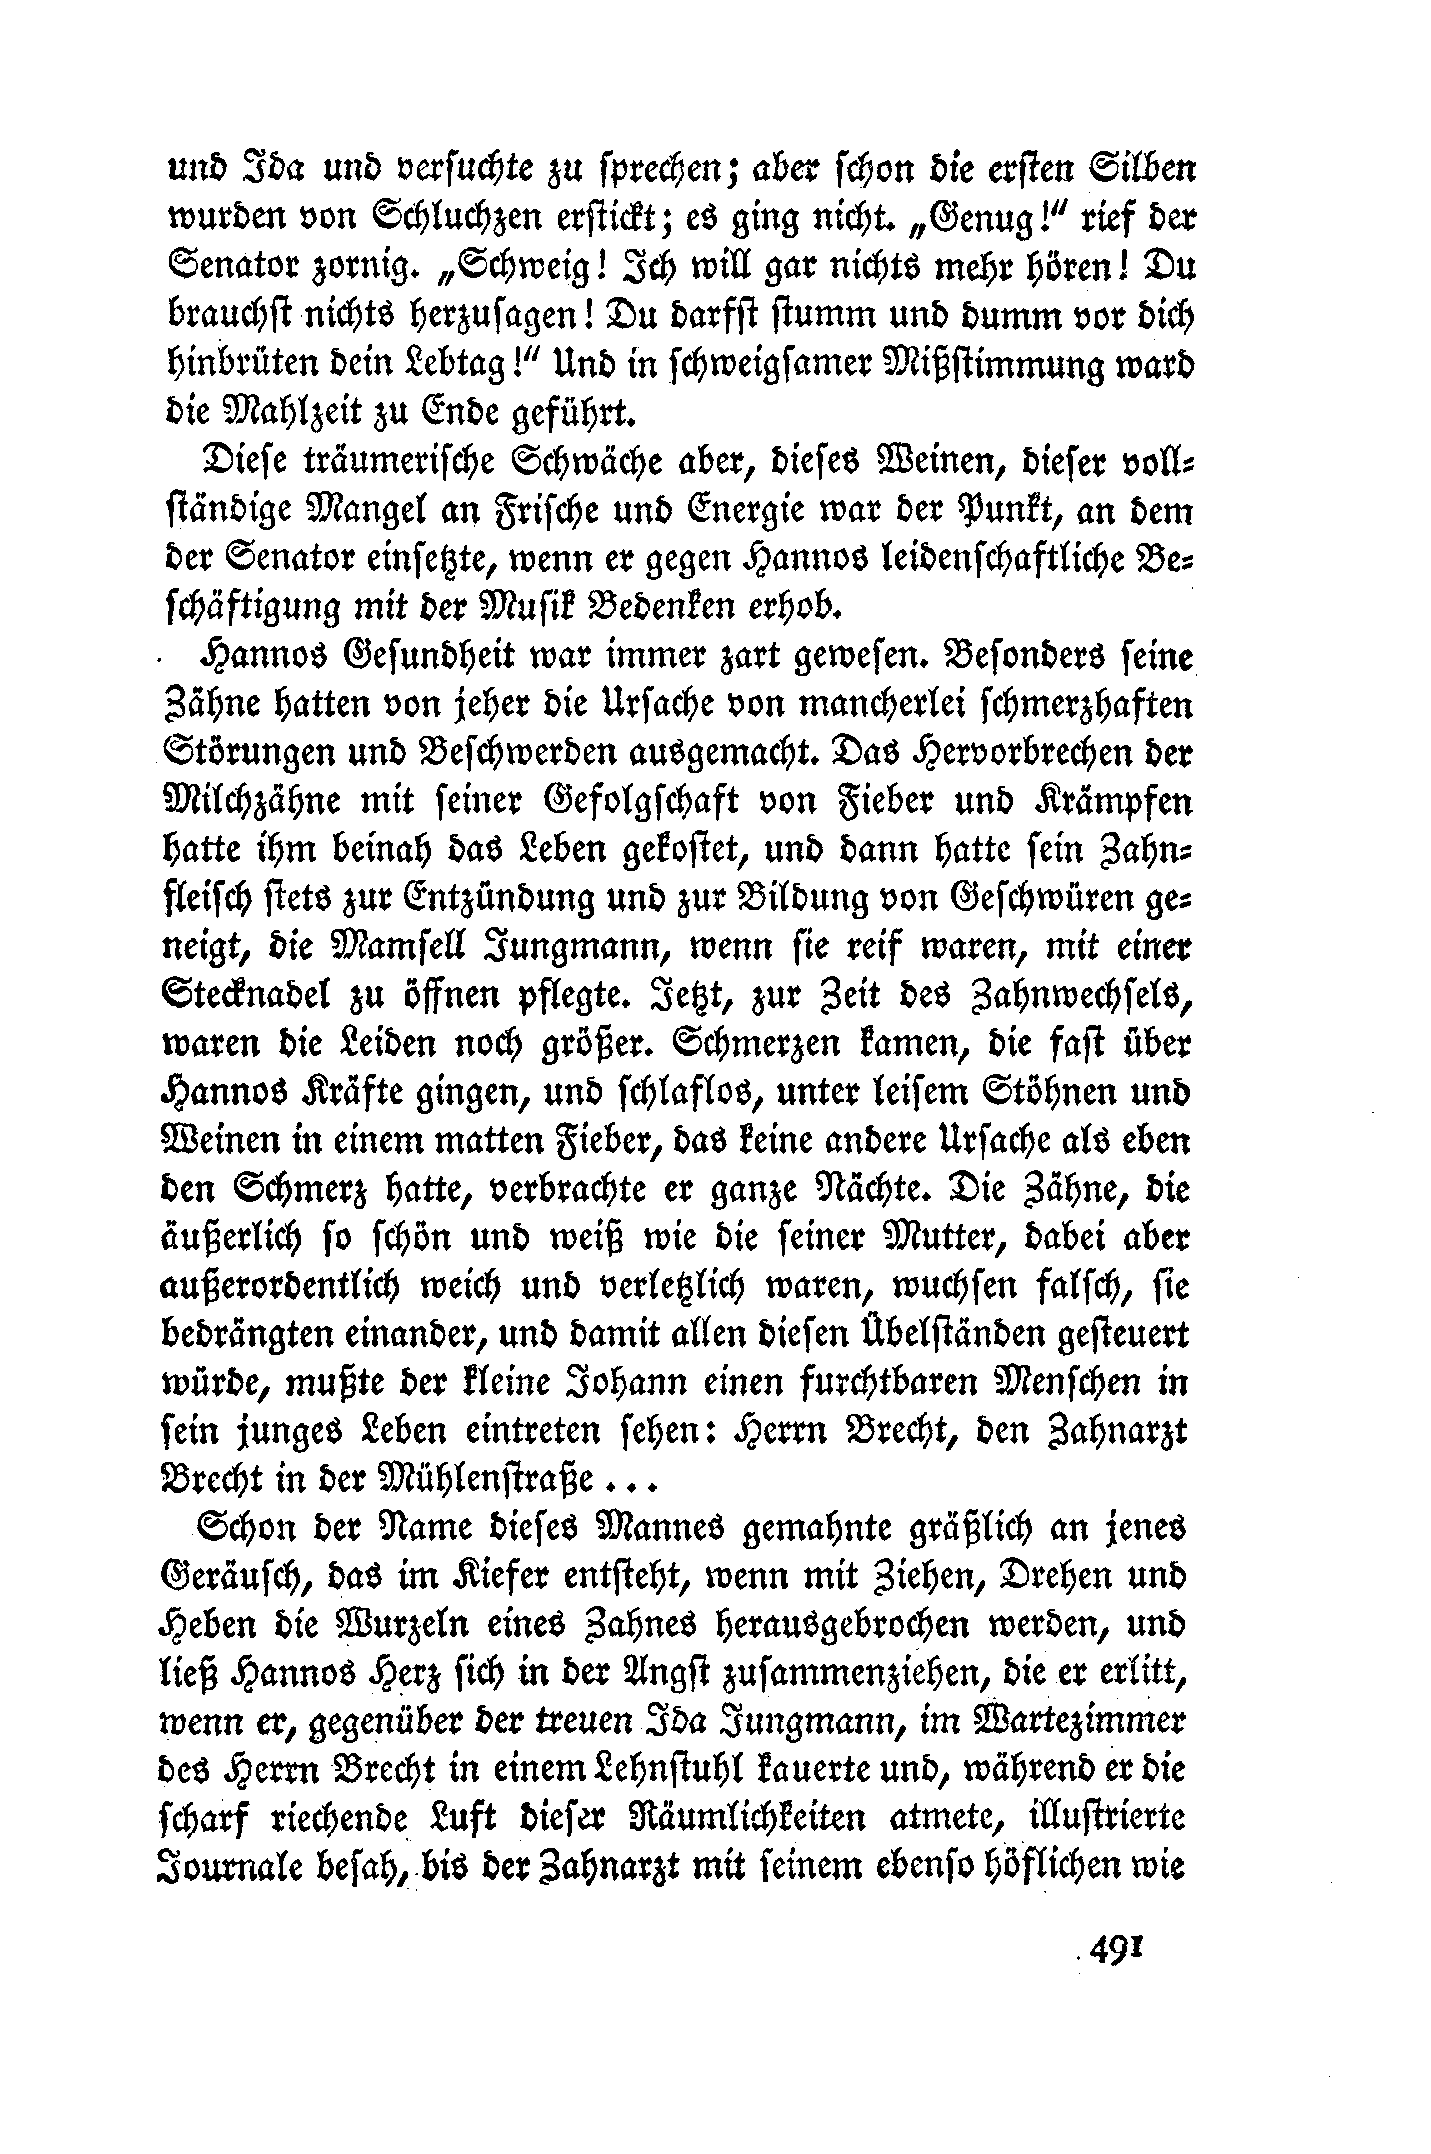 und Ida und versuchte zu sprechen; aber schon die ersten Silben
wurden von Schluchzen erstickt; es ging nicht. „Genug!“ rief der
Senator zornig. „Schweig! Ich will gar nichts mehr hören! Du
brauchst nichts herzusagen! Du darfst stumm und dumm vor dich
hinbrüten dein Lebtag!“ Und in schweigsamer Mißstimmung ward
die Mahlzeit zu Ende geführt.
Diese träumerische Schwäche aber, dieses Weinen, dieser voll-
ständige Mangel an Frische und Energie war der Punkt, an dem
der Senator einsetzte, wenn er gegen Hannos leidenschaftliche Be-
schäftigung mit der Musik Bedenken erhob.
Hannos Gesundheit war immer zart gewesen. Besonders seine
Zähne hatten von jeher die Ursache von mancherlei schmerzhaften
Störungen und Beschwerden ausgemacht. Das Hervorbrechen der
Milchzähne mit seiner Gefolgschaft von Fieber und Krämpfen
hatte ihm beinah das Leben gekostet, und dann hatte sein Zahn-
fleisch stets zur Entzündung und zur Bildung von Geschwüren ge-
neigt, die Mamsell Jungmann, wenn sie reif waren, mit einer
Stecknadel zu öffnen pflegte. Jetzt, zur Zeit des Zahnwechsels,
waren die Leiden noch größer. Schmerzen kamen, die fast über
Hannos Kräfte gingen, und schlaflos, unter leisem Stöhnen und
Weinen in einem matten Fieber, das keine andere Ursache als eben
den Schmerz hatte, verbrachte er ganze Nächte. Die Zähne, die
äußerlich so schön und weiß wie die seiner Mutter, dabei aber
außerordentlich weich und verletzlich waren, wuchsen falsch, sie
bedrängten einander, und damit allen diesen Übelständen gesteuert
würde, mußte der kleine Johann einen furchtbaren Menschen in
sein junges Leben eintreten sehen: Herrn Brecht, den Zahnarzt
Brecht in der Mühlenstraße . . .
Schon der Name dieses Mannes gemahnte gräßlich an jenes
Geräusch, das im Kiefer entsteht, wenn mit Ziehen, Drehen und
Heben die Wurzeln eines Zahnes herausgebrochen werden, und
ließ Hannos Herz sich in der Angst zusammenziehen, die er erlitt,
wenn er, gegenüber der treuen Ida Jungmann, im Wartezimmer
des Herrn Brecht in einem Lehnstuhl kauerte und, während er die
scharf riechende Luft dieser Räumlichkeiten atmete, illustrierte
Journale besah, bis der Zahnarzt mit seinem ebenso höflichen wie
491